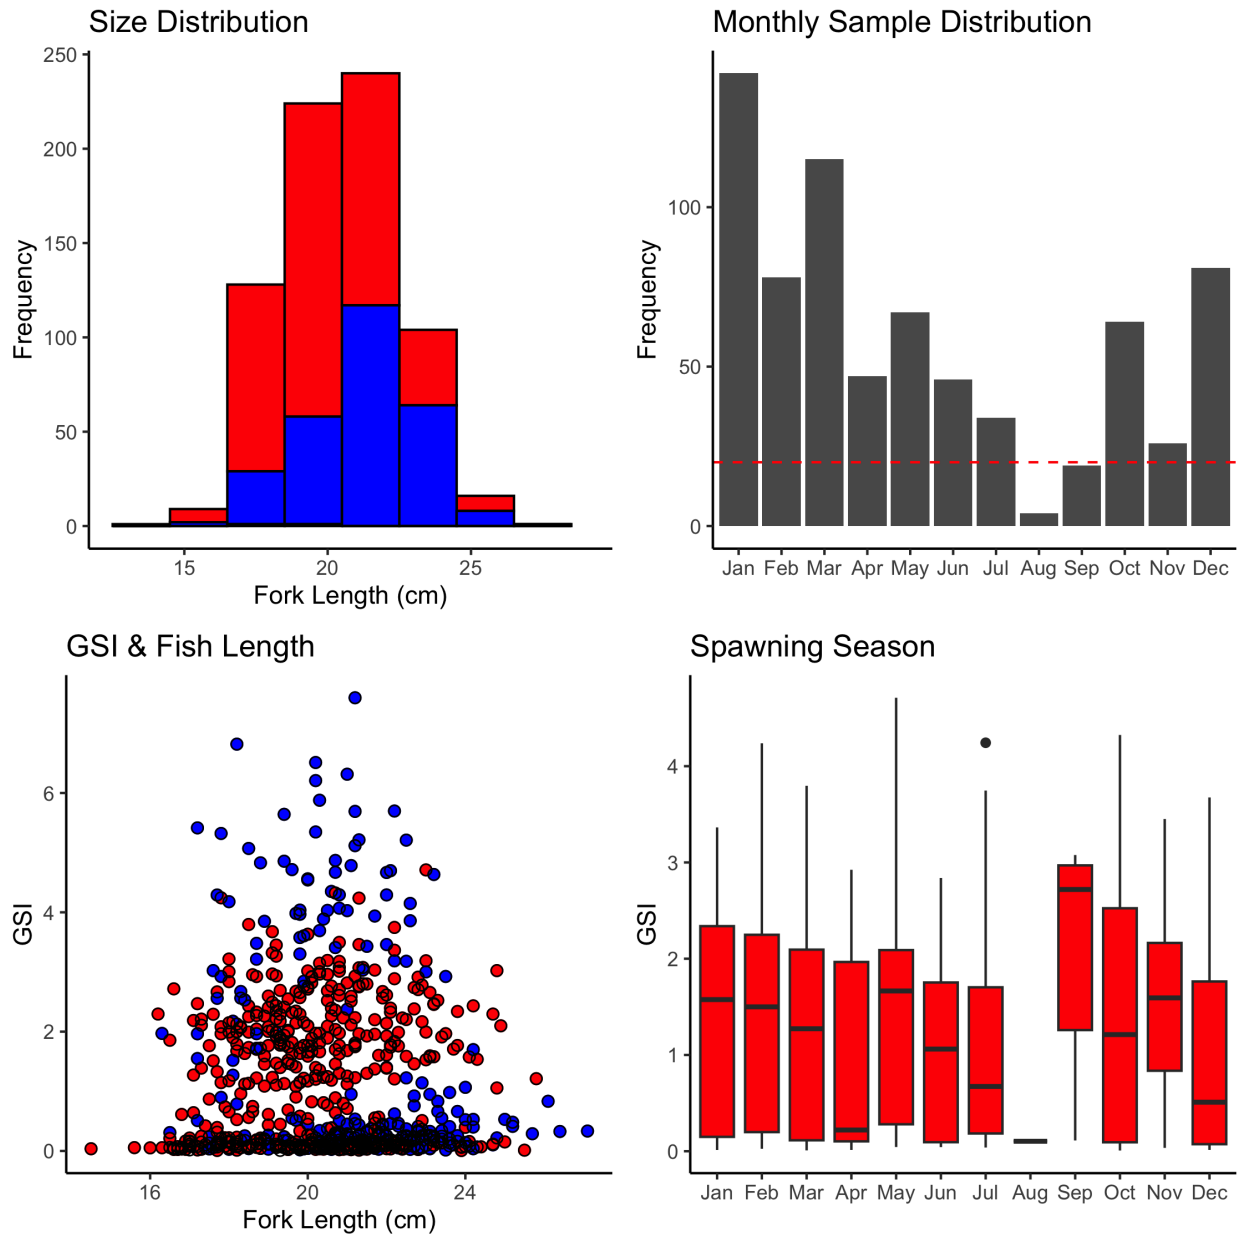 Size Distribution
250
200
150
100
50
0
Frequency
15 20 25
Fork Length (cm)
Monthly Sample Distribution
100
50
0
Frequency
Jan Feb Mar Apr May Jun Jul Aug Sep Oct Nov Dec
GSI & Fish Length
6
4
2
0
GSI
16 20 24
Fork Length (cm)
Spawning Season
4
3
2
1
0
GSI
Jan Feb Mar Apr May Jun Jul Aug Sep Oct Nov Dec